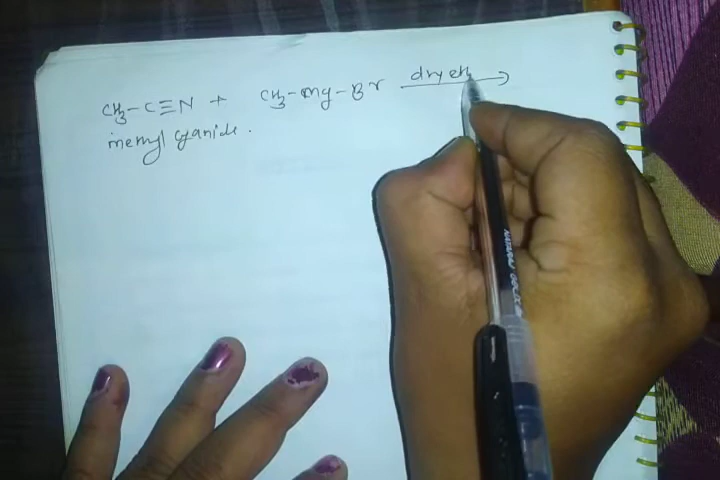 CH3-C≡N + CH3-Mg-Br dry eth
methyl cyanide.